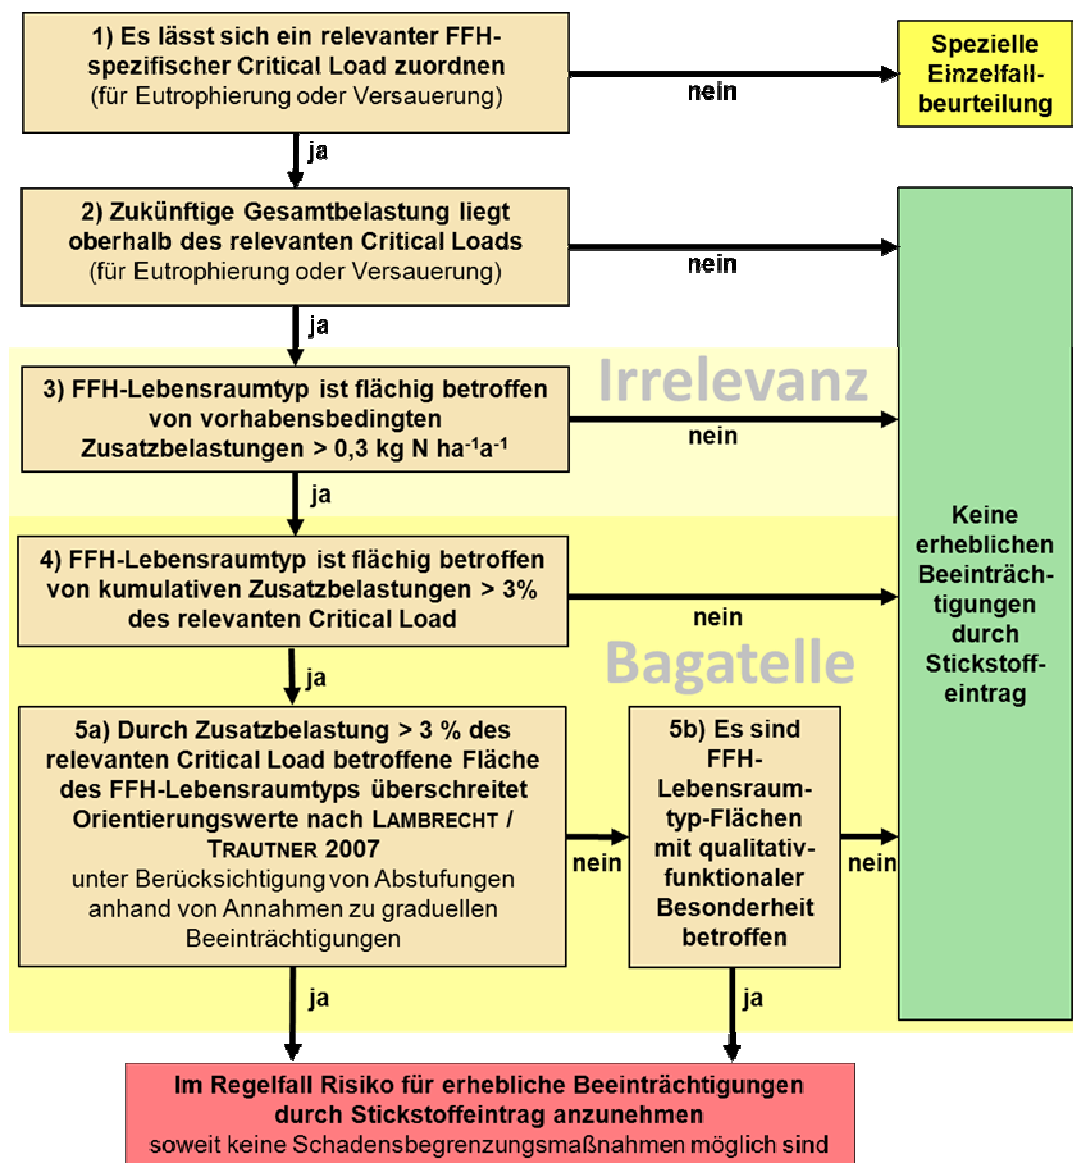 1) Es lässt sich ein relevanter FFH-
spezifischer Critical Load zuordnen
(für Eutrophierung oder Versauerung)
nein
Spezielle
Einzelfall-
beurteilung
ja
2) Zukünftige Gesamtbelastung liegt
oberhalb des relevanten Critical Loads
(für Eutrophierung oder Versauerung)
nein
ja
Irrelevanz
3) FFH-Lebensraumtyp ist flächig betroffen
von vorhabensbedingten
Zusatzbelastungen > 0,3 kg N ha⁻¹a⁻¹
nein
ja
4) FFH-Lebensraumtyp ist flächig betroffen
von kumulativen Zusatzbelastungen > 3%
des relevanten Critical Load
nein
Keine
erheblichen
Beeinträch-
tigungen
durch
Stickstoff-
eintrag
Bagatelle
ja
5a) Durch Zusatzbelastung > 3 % des
relevanten Critical Load betroffene Fläche
des FFH-Lebensraumtyps überschreitet
Orientierungswerte nach LAMBRECHT /
TRAUTNER 2007
unter Berücksichtigung von Abstufungen
anhand von Annahmen zu graduellen
Beeinträchtigungen
nein
5b) Es sind
FFH-
Lebensraum-
typ-Flächen
mit qualitativ-
funktionaler
Besonderheit
betroffen
nein
ja
ja
Im Regelfall Risiko für erhebliche Beeinträchtigungen
durch Stickstoffeintrag anzunehmen
soweit keine Schadensbegrenzungsmaßnahmen möglich sind